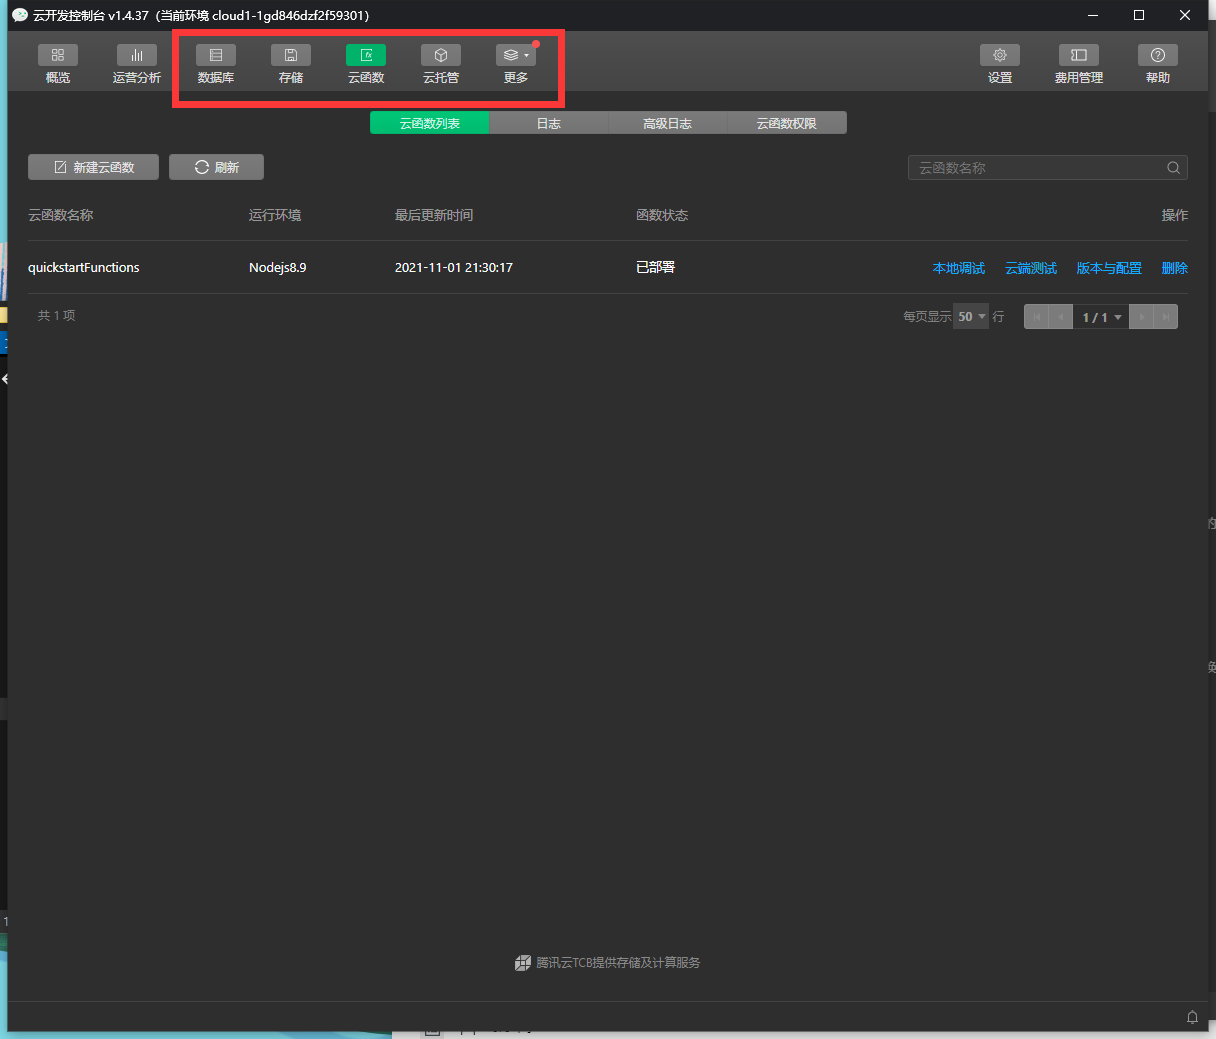 云开发控制台 v1.4.37（当前环境 cloud1-1gd846dzf2f59301）
概览 运营分析 数据库 存储 云函数 云托管 更多 设置 费用管理 帮助
云函数列表 日志 高级日志 云函数权限
新建云函数 刷新 云函数名称
云函数名称 运行环境 最后更新时间 函数状态 操作
quickstartFunctions Nodejs8.9 2021-11-01 21:30:17 已部署 本地调试 云端测试 版本与配置 删除
共 1 项 每页显示 50 行 1 / 1
腾讯云TCB提供存储及计算服务